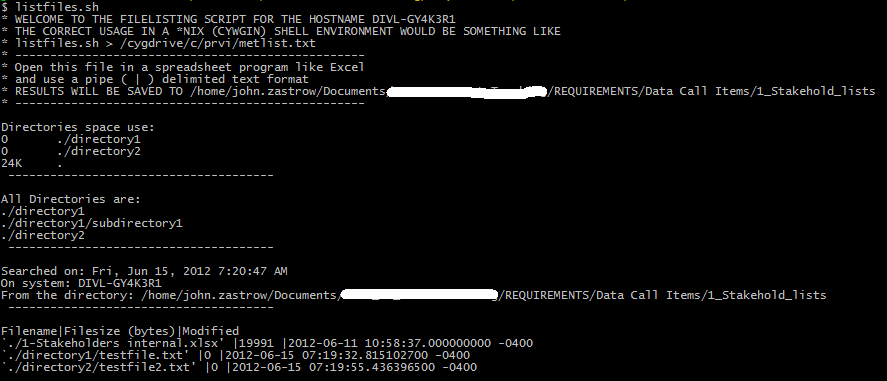 $ listfiles.sh
* WELCOME TO THE FILELISTING SCRIPT FOR THE HOSTNAME DIVL-GY4K3R1
* THE CORRECT USAGE IN A *NIX (CYWGIN) SHELL ENVIRONMENT WOULD BE SOMETHING LIKE
* listfiles.sh > /cygdrive/c/prvi/metlist.txt
* --------------------------------------------------
* Open this file in a spreadsheet program like Excel
* and use a pipe ( | ) delimited text format
* RESULTS WILL BE SAVED TO /home/john.zastrow/Documents /REQUIREMENTS/Data Call Items/1_Stakehold_lists
* --------------------------------------------------
Directories space use:
0 ./directory1
0 ./directory2
24K .
--------------------------------------
All Directories are:
./directory1
./directory1/subdirectory1
./directory2
--------------------------------------
Searched on: Fri, Jun 15, 2012 7:20:47 AM
On system: DIVL-GY4K3R1
From the directory: /home/john.zastrow/Documents/ /REQUIREMENTS/Data Call Items/1_Stakehold_lists
--------------------------------------
Filename|Filesize (bytes)|Modified
`./1-Stakeholders internal.xlsx' |19991 |2012-06-11 10:58:37.000000000 -0400
`./directory1/testfile.txt' |0 |2012-06-15 07:19:32.815102700 -0400
`./directory2/testfile2.txt' |0 |2012-06-15 07:19:55.436396500 -0400